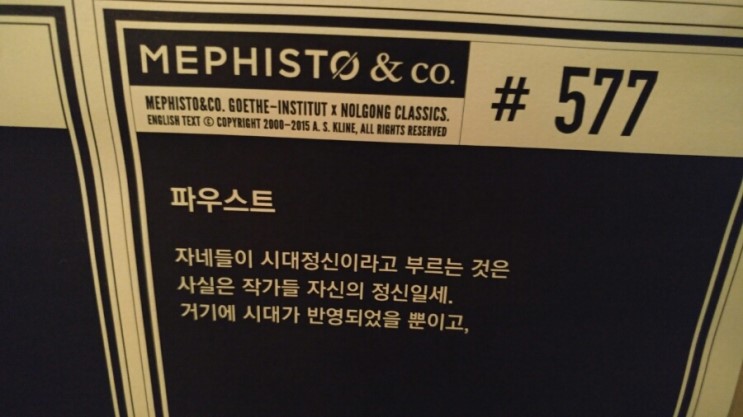 MEPHISTØ & CO.
# 577
MEPHISTO&CO. GOETHE-INSTITUT x NOLGONG CLASSICS.
ENGLISH TEXT © COPYRIGHT 2000-2015 A. S. KLINE, ALL RIGHTS RESERVED
파우스트
자네들이 시대정신이라고 부르는 것은
사실은 작가들 자신의 정신일세.
거기에 시대가 반영되었을 뿐이고,